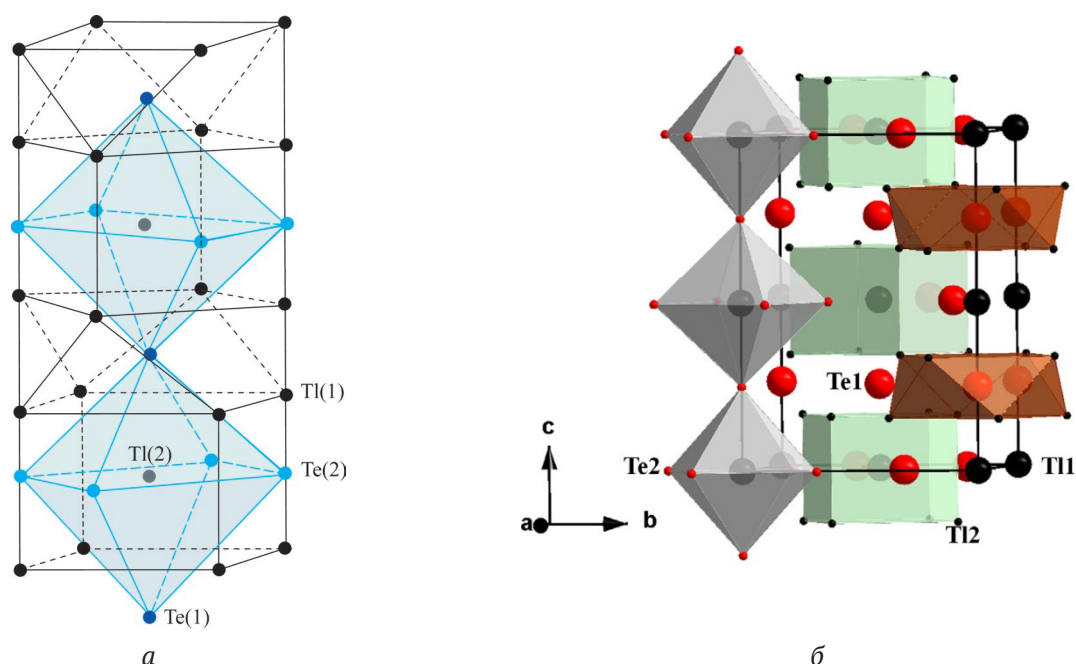 Tl(1)
Tl(2)
Te(2)
Te(1)
а
Te1
Te2
Tl1
Tl2
c
a
b
б